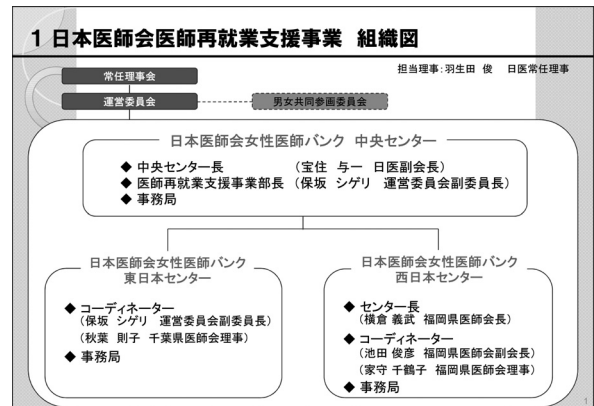 1 日本医師会医師再就業支援事業 組織図
担当理事：羽生田 俊 日医常任理事
常任理事会
運営委員会
男女共同参画委員会
日本医師会女性医師バンク 中央センター
◆ 中央センター長 （宝住 与一 日医副会長）
◆ 医師再就業支援事業部長 （保坂 シゲリ 運営委員会副委員長）
◆ 事務局
日本医師会女性医師バンク
東日本センター
◆ コーディネーター
（保坂 シゲリ 運営委員会副委員長）
（秋葉 則子 千葉県医師会理事）
◆ 事務局
日本医師会女性医師バンク
西日本センター
◆ センター長
（横倉 義武 福岡県医師会長）
◆ コーディネーター
（池田 俊彦 福岡県医師会副会長）
（家守 千鶴子 福岡県医師会理事）
◆ 事務局
1